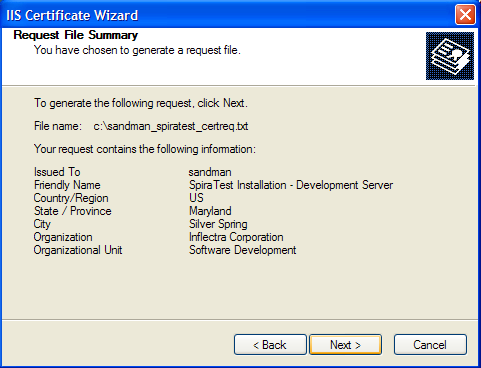 IIS Certificate Wizard
Request File Summary
You have chosen to generate a request file.
To generate the following request, click Next.
File name: c:\sandman_spiratest_certreq.txt
Your request contains the following information:
Issued To sandman
Friendly Name SpiraTest Installation - Development Server
Country/Region US
State / Province Maryland
City Silver Spring
Organization Inflectra Corporation
Organizational Unit Software Development
< Back Next > Cancel